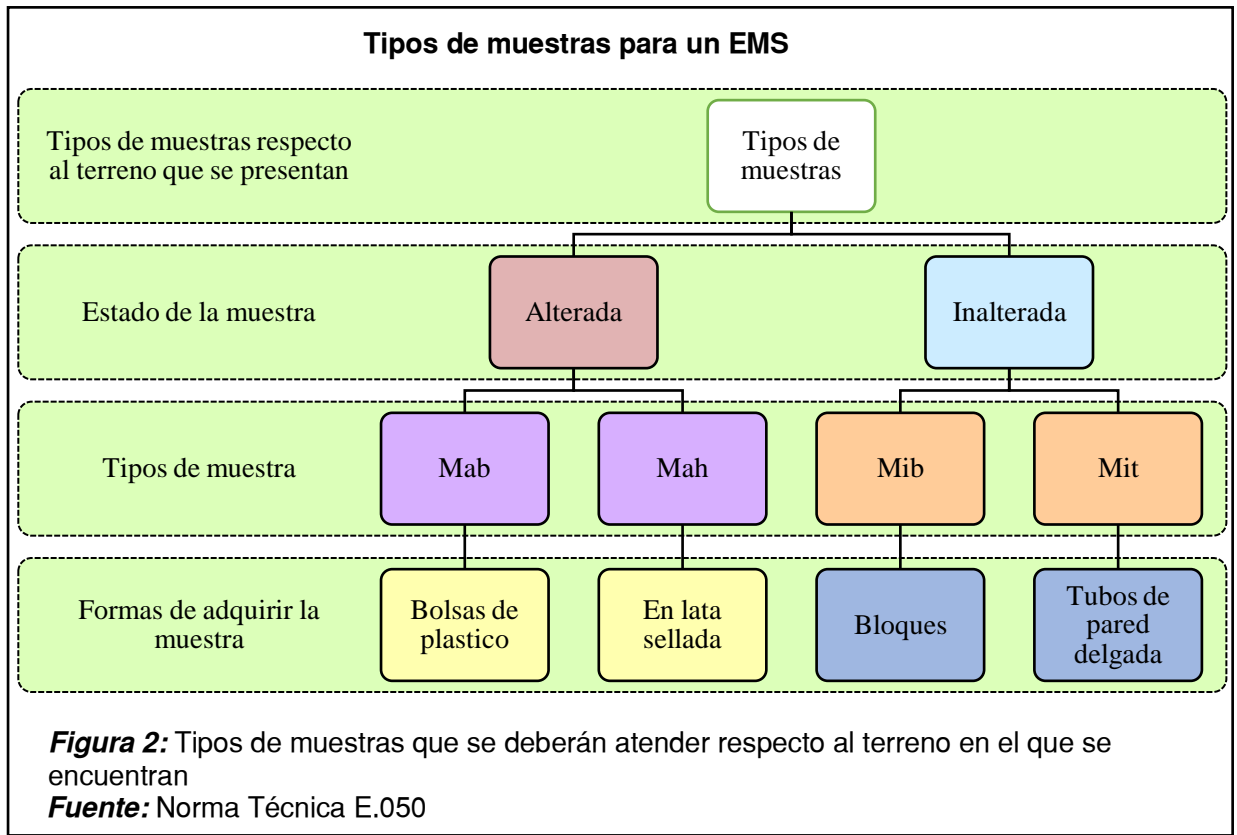 Tipos de muestras para un EMS
Tipos de muestras respecto
al terreno que se presentan
Tipos de
muestras
Estado de la muestra
Alterada
Inalterada
Tipos de muestra
Mab
Mah
Mib
Mit
Formas de adquirir la
muestra
Bolsas de
plastico
En lata
sellada
Bloques
Tubos de
pared
delgada
Figura 2: Tipos de muestras que se deberán atender respecto al terreno en el que se
encuentran
Fuente: Norma Técnica E.050